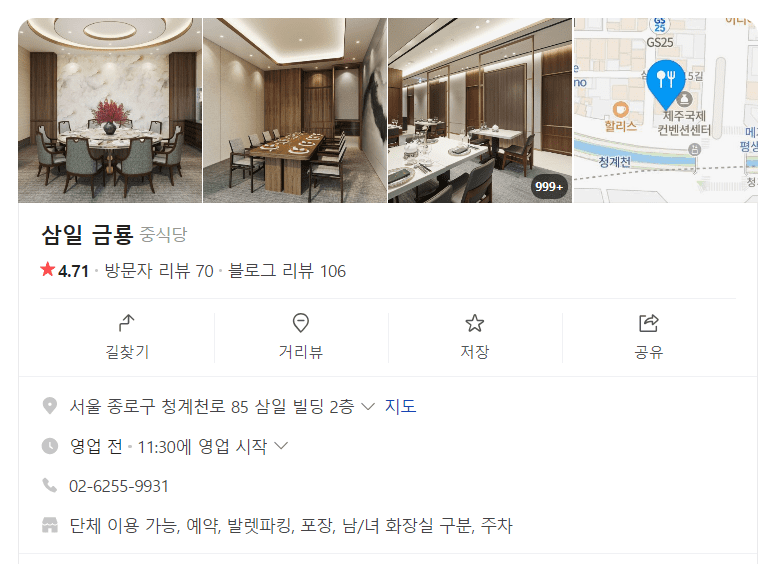 GS
25
GS25
5길
할리스
제주국제
컨벤션센터
청계천
999+
삼일 금룡 중식당
4.71 · 방문자 리뷰 70 · 블로그 리뷰 106
길찾기
거리뷰
저장
공유
서울 종로구 청계천로 85 삼일 빌딩 2층 지도
영업 전 · 11:30에 영업 시작
02-6255-9931
단체 이용 가능, 예약, 발렛파킹, 포장, 남/녀 화장실 구분, 주차